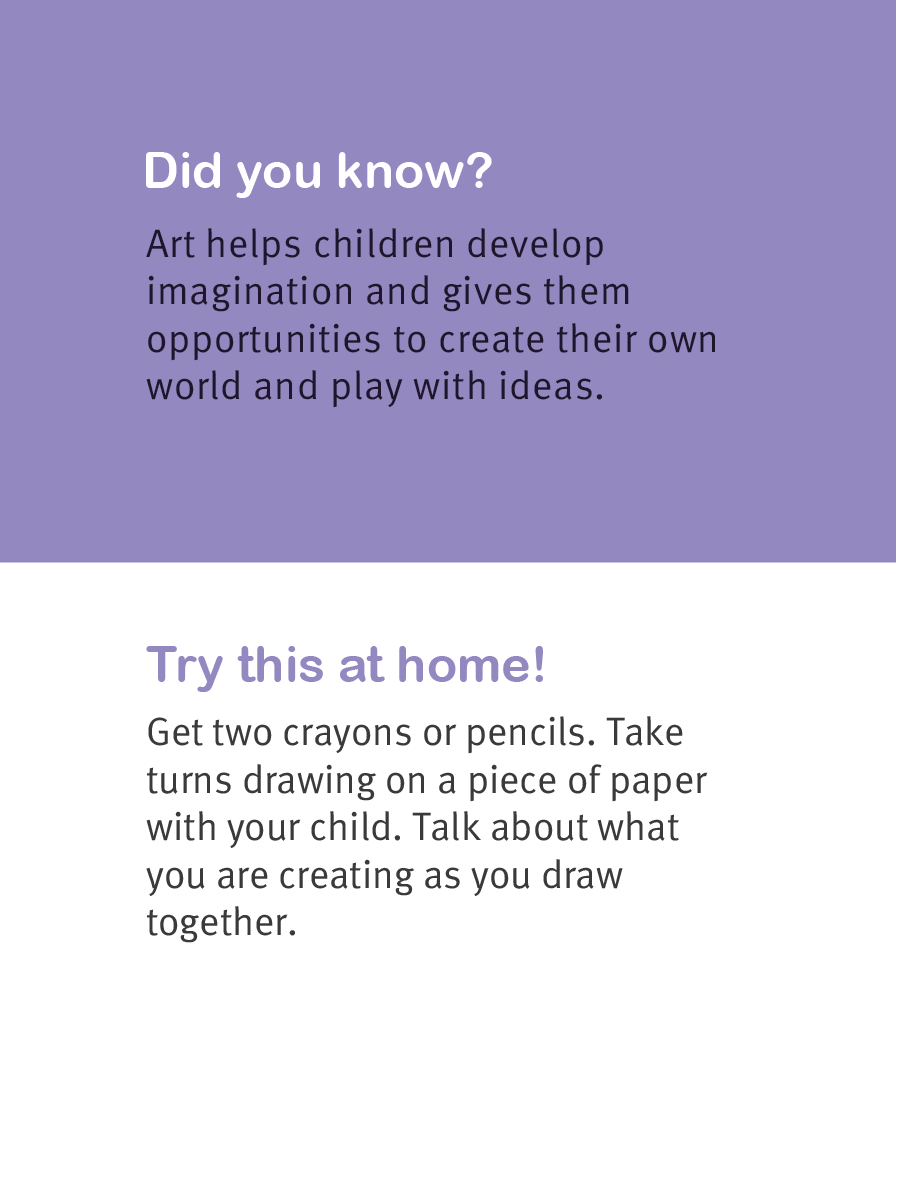 Did you know?
Art helps children develop
imagination and gives them
opportunities to create their own
world and play with ideas.
Try this at home!
Get two crayons or pencils. Take
turns drawing on a piece of paper
with your child. Talk about what
you are creating as you draw
together.